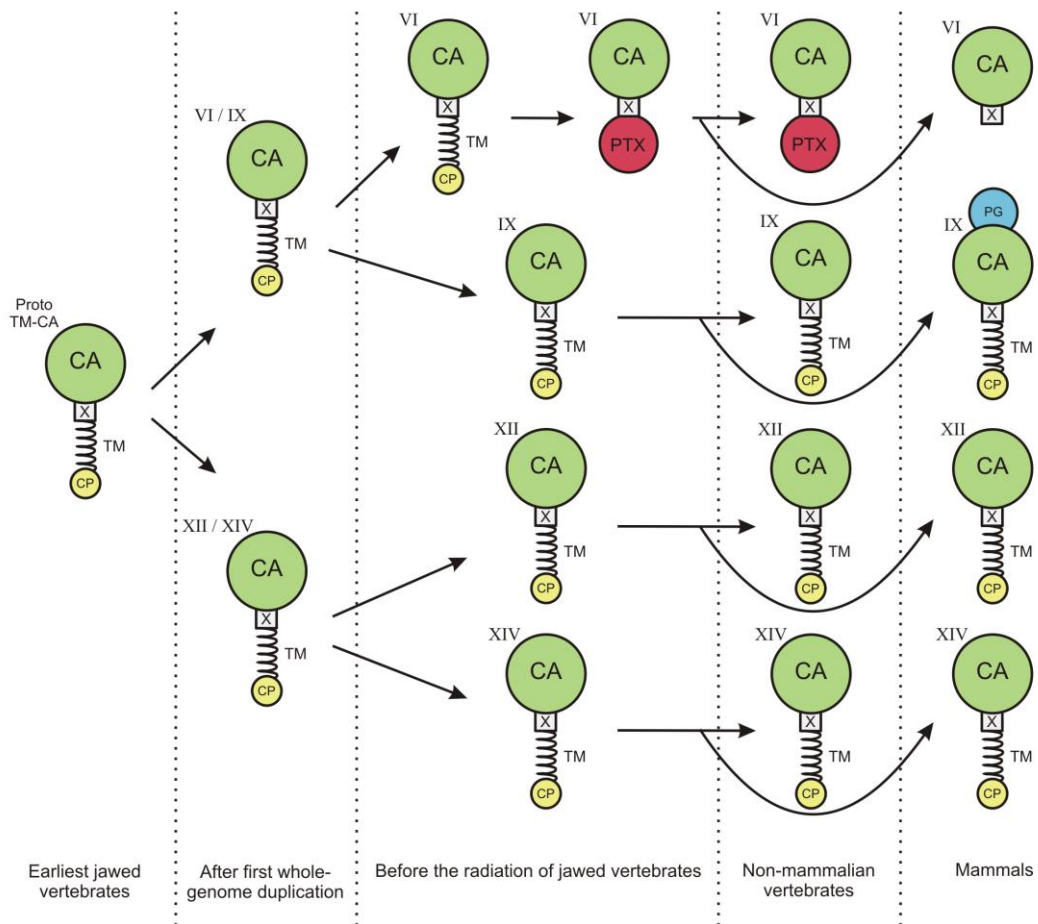 VI
CA
X
TM
CP
VI
CA
X
PTX
VI
CA
X
PTX
VI
CA
X
VI / IX
CA
X
TM
CP
IX
CA
X
TM
CP
IX
CA
X
TM
CP
PG
IX
CA
X
TM
CP
Proto
TM-CA
CA
X
TM
CP
XII
CA
X
TM
CP
XII
CA
X
TM
CP
XII
CA
X
TM
CP
XII / XIV
CA
X
TM
CP
XIV
CA
X
TM
CP
XIV
CA
X
TM
CP
XIV
CA
X
TM
CP
Earliest jawed
vertebrates
After first whole-
genome duplication
Before the radiation of jawed vertebrates
Non-mammalian
vertebrates
Mammals